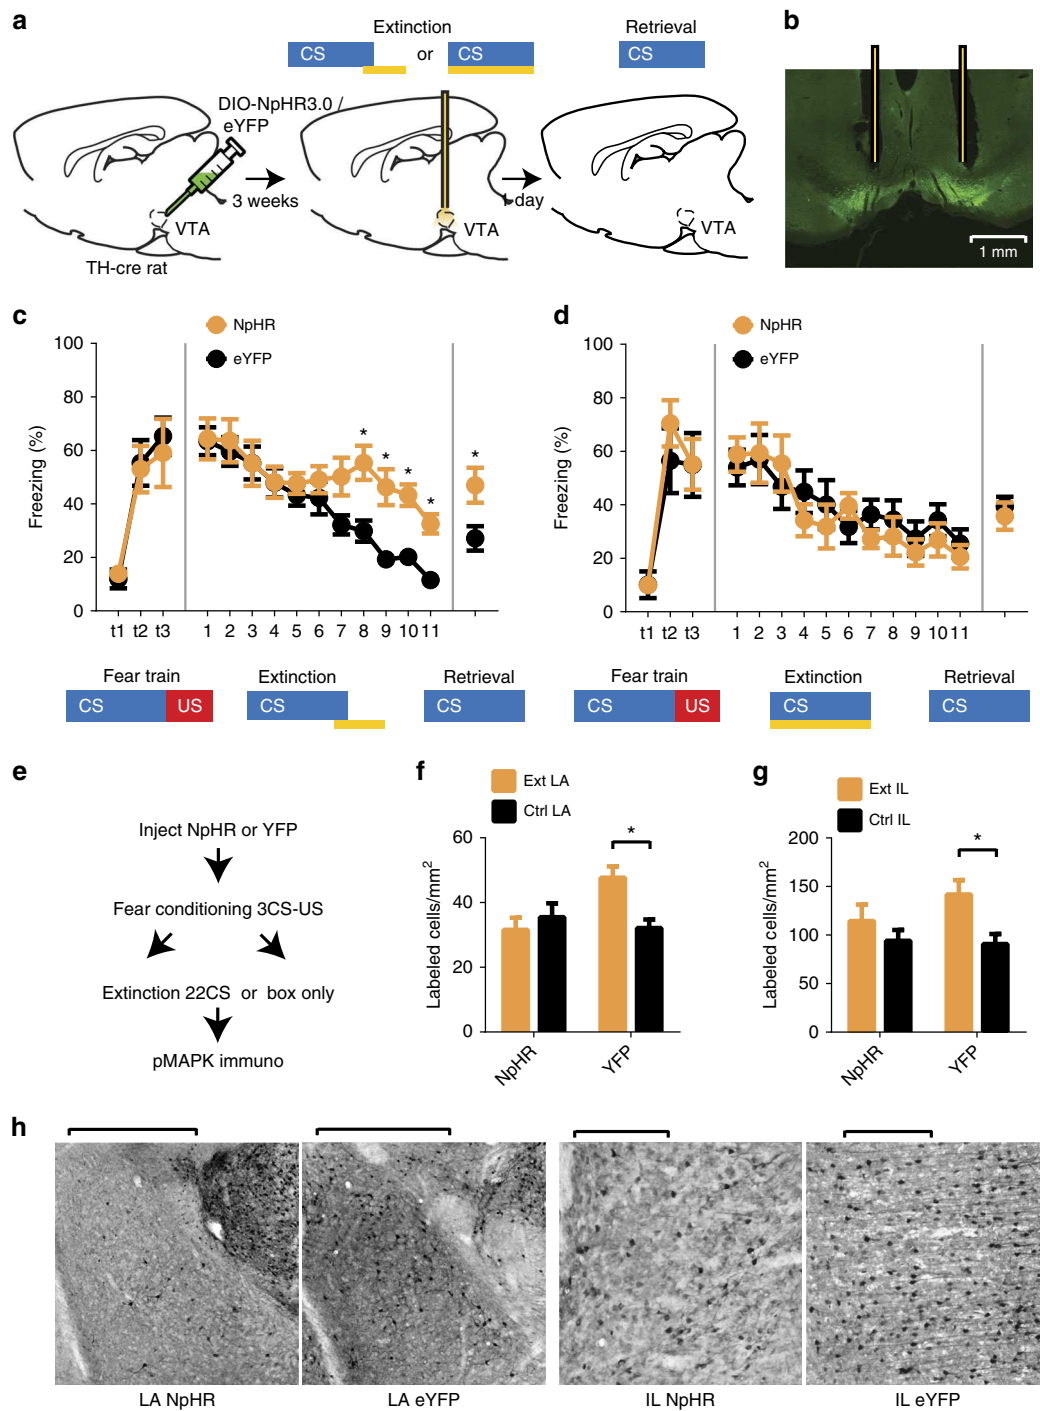 a
Extinction
Retrieval
b
CS
or
CS
CS
DIO-NpHR3.0 /
eYFP
3 weeks
1 day
VTA
VTA
VTA
TH-cre rat
1 mm
c
NpHR
eYFP
Freezing (%)
100
80
60
40
20
0
* * * * *
t1 t2 t3 1 2 3 4 5 6 7 8 9 10 11
Fear train
Extinction
Retrieval
CS US
CS
CS
d
NpHR
eYFP
Freezing (%)
100
80
60
40
20
0
t1 t2 t3 1 2 3 4 5 6 7 8 9 10 11
Fear train
Extinction
Retrieval
CS US
CS
CS
e
Inject NpHR or YFP
Fear conditioning 3CS-US
Extinction 22CS or box only
pMAPK immuno
f
Ext LA
Ctrl LA
Labeled cells/mm²
60
40
20
0
*
NpHR
YFP
g
Ext IL
Ctrl IL
Labeled cells/mm²
200
150
100
50
0
*
NpHR
YFP
h
LA NpHR
LA eYFP
IL NpHR
IL eYFP